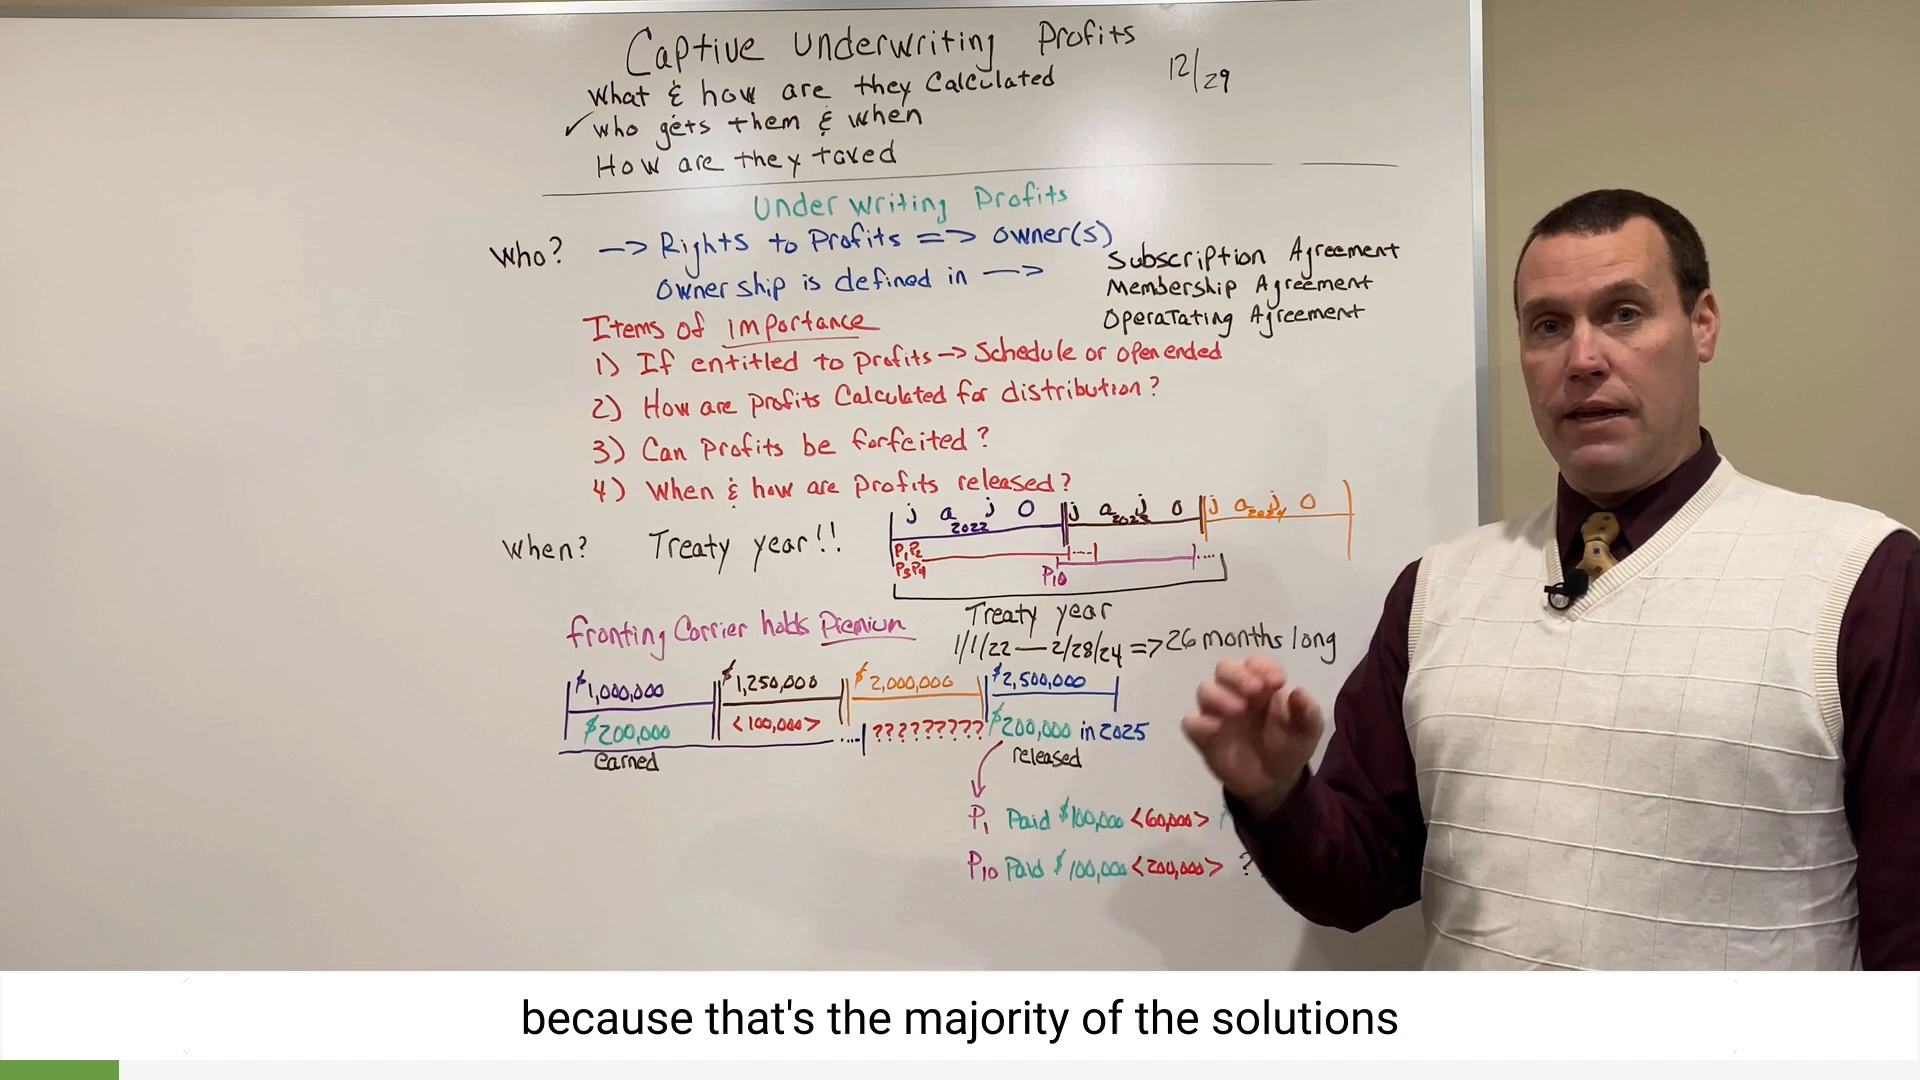 Captive Underwriting Profits
12/29
What & how are they Calculated
✓ who gets them & when
How are they taxed
Underwriting Profits
Who? --> Rights to Profits ==> owner(s)
Ownership is defined in -->
Subscription Agreement
Membership Agreement
OperaTating Agreement
Items of importance
1) If entitled to profits -> Schedule or open ended
2) How are profits Calculated for distribution?
3) Can Profits be forfeited?
4) When & how are profits released?
j a j o j a j o j a j o
2022 2024
When? Treaty year!!
P1 P2
P3 P4
P10
Treaty year
1/1/22 — 2/28/24 => 26 months long
fronting Carrier holds Premium
$1,000,000 $1,250,000 $2,000,000 $2,500,000
$200,000 <100,000> ????????? $200,000 in 2025
earned released
P1 Paid $100,000 <60,000>
P10 Paid $100,000 <200,000> ?
because that's the majority of the solutions